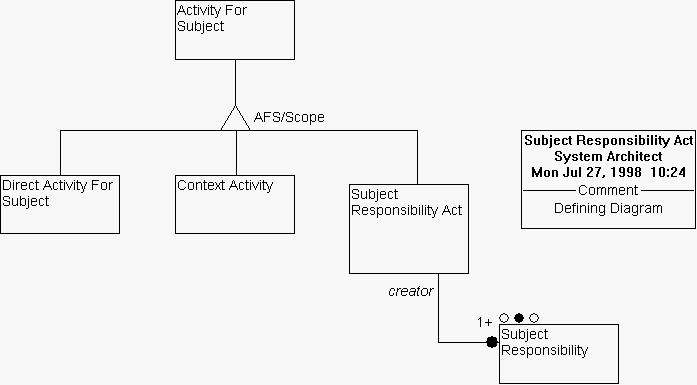 Activity For
Subject
AFS/Scope
Direct Activity For
Subject
Context Activity
Subject
Responsibility Act
Subject Responsibility Act
System Architect
Mon Jul 27, 1998  10:24
Comment
Defining Diagram
creator
1+
Subject
Responsibility